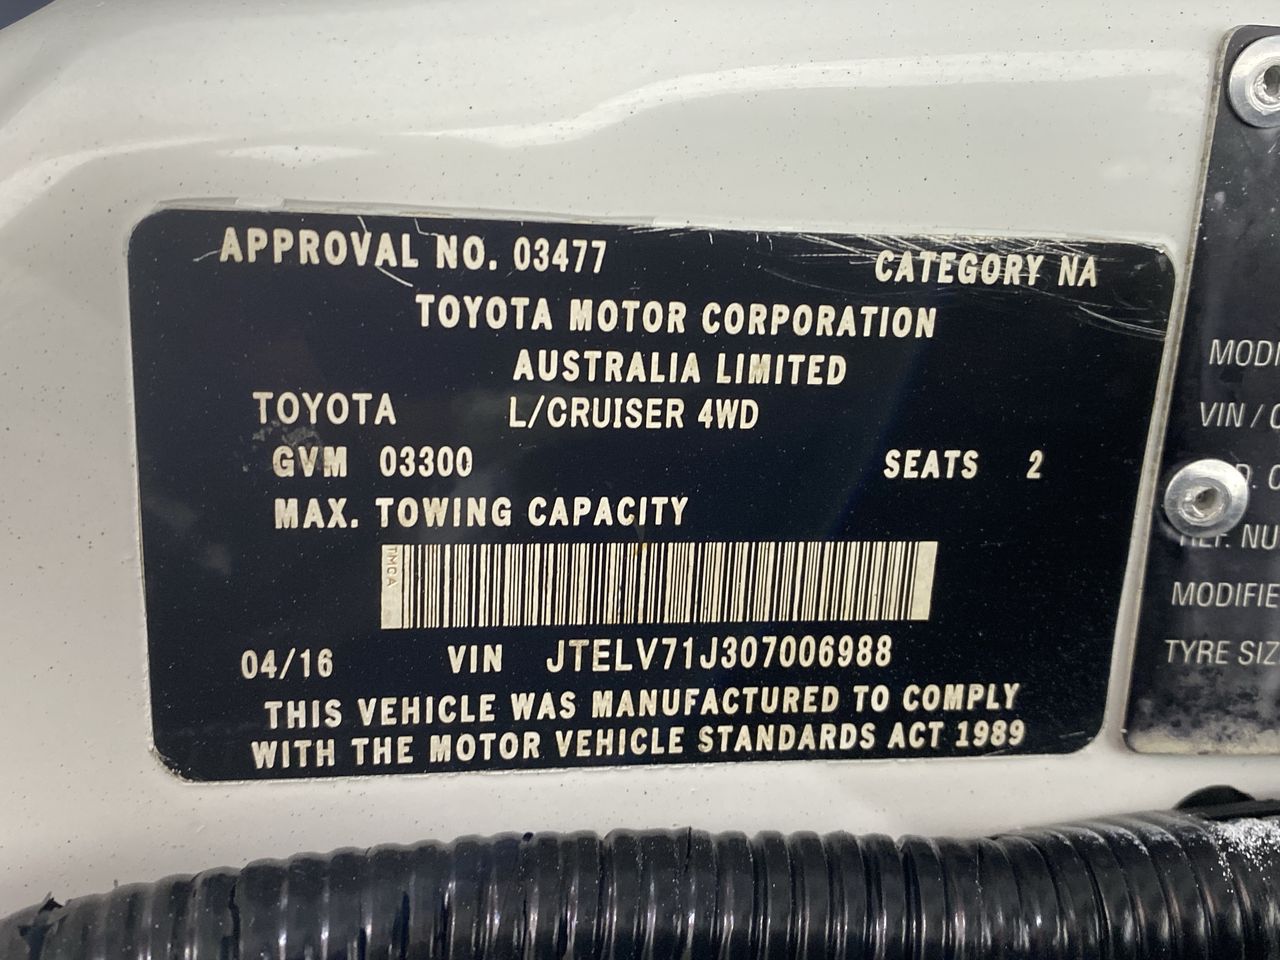 APPROVAL NO. 03477 CATEGORY NA
TOYOTA MOTOR CORPORATION
AUSTRALIA LIMITED
TOYOTA L/CRUISER 4WD
GVM 03300 SEATS 2
MAX. TOWING CAPACITY
TMCA
04/16 VIN JTELV71J307006988
THIS VEHICLE WAS MANUFACTURED TO COMPLY
WITH THE MOTOR VEHICLE STANDARDS ACT 1989
MODI
VIN / C
D. C
REF. NU
MODIFIE
TYRE SIZ